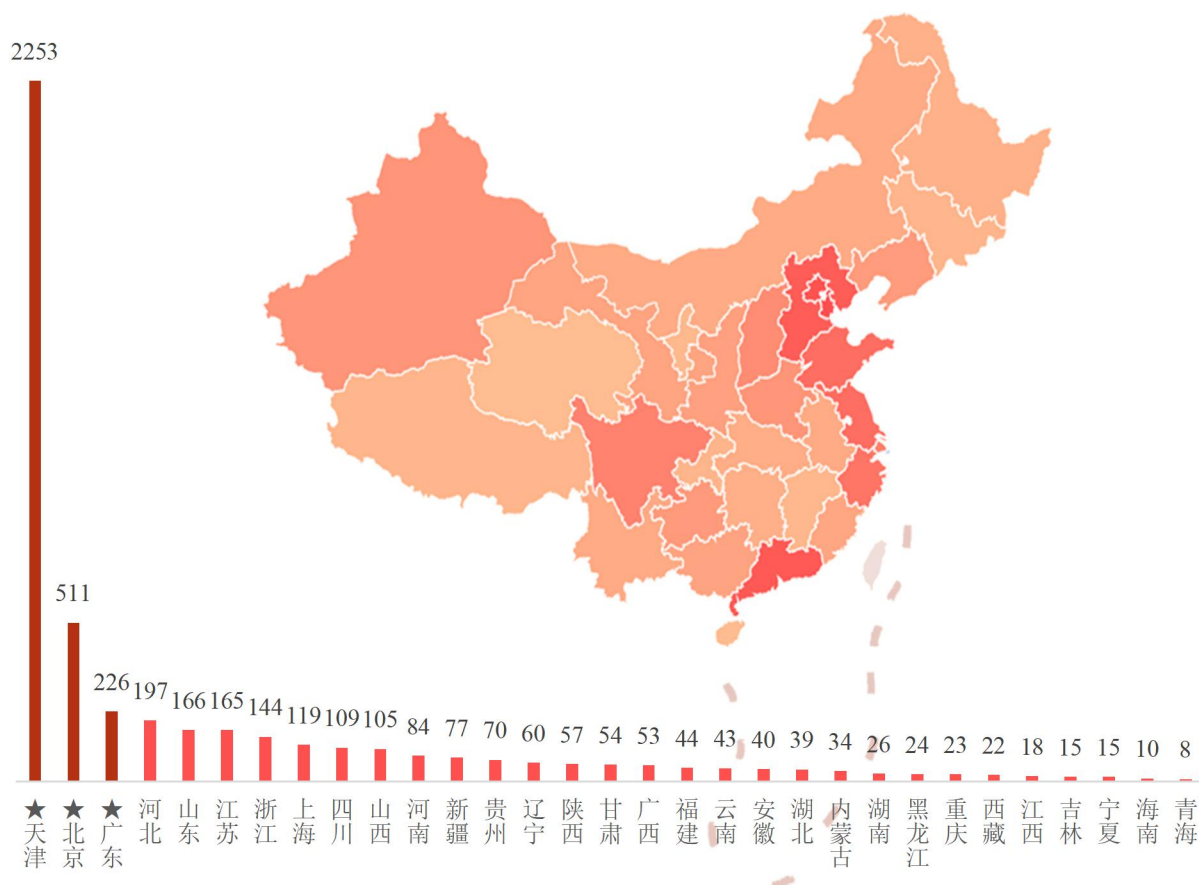 2253
511
226
197
166
165
144
119
109
105
84
77
70
60
57
54
53
44
43
40
39
34
26
24
23
22
18
15
15
10
8
★天津
★北京
★广东
河北
山东
江苏
浙江
上海
四川
山西
河南
新疆
贵州
辽宁
陕西
甘肃
广西
福建
云南
安徽
湖北
内蒙古
湖南
黑龙江
重庆
西藏
江西
吉林
宁夏
海南
青海